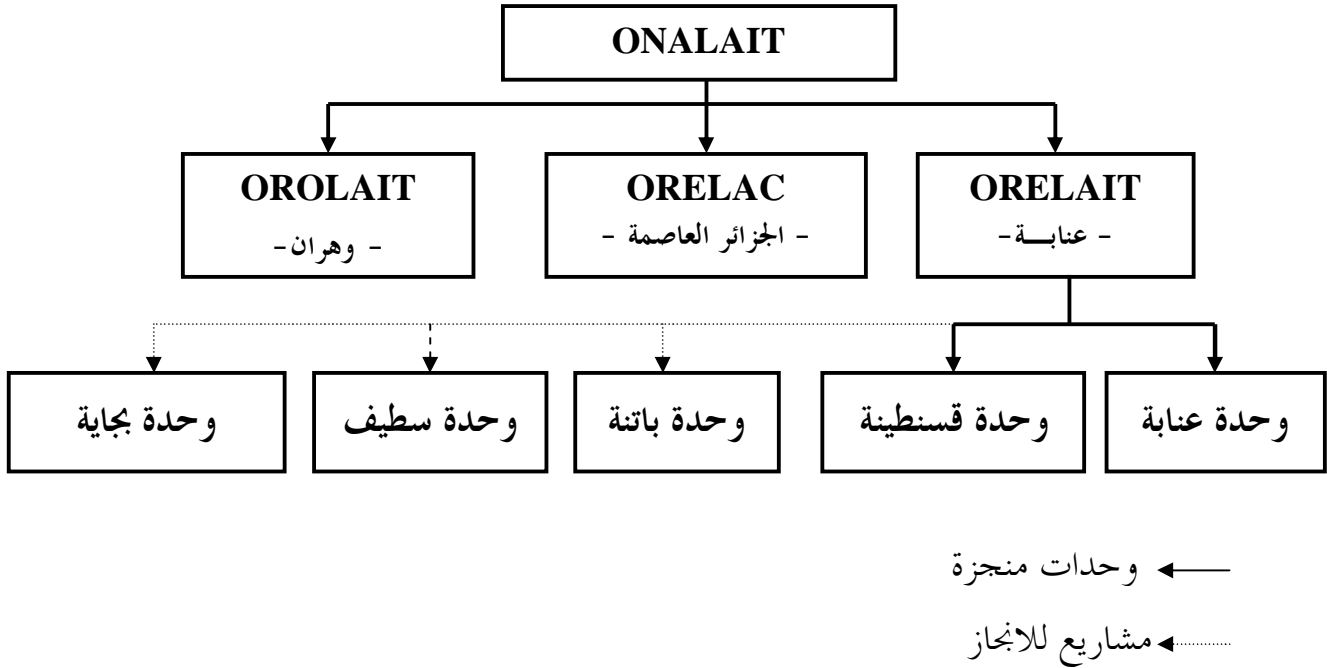 ONALAIT
OROLAIT
- وهران-
ORELAC
- الجزائر العاصمة -
ORELAIT
- عنابــة-
وحدة بجاية
وحدة سطيف
وحدة باتنة
وحدة قسنطينة
وحدة عنابة
وحدات منجزة
مشاريع للانجاز